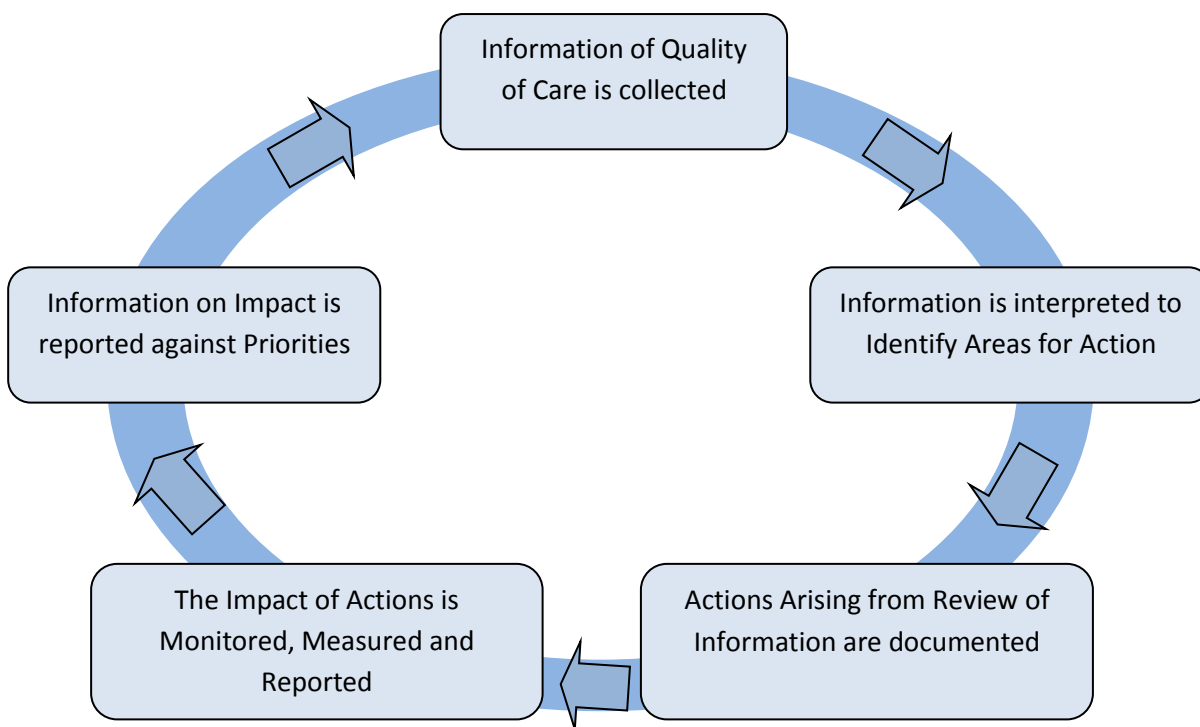 Information of Quality
of Care is collected
Information is interpreted to
Identify Areas for Action
Actions Arising from Review of
Information are documented
The Impact of Actions is
Monitored, Measured and
Reported
Information on Impact is
reported against Priorities